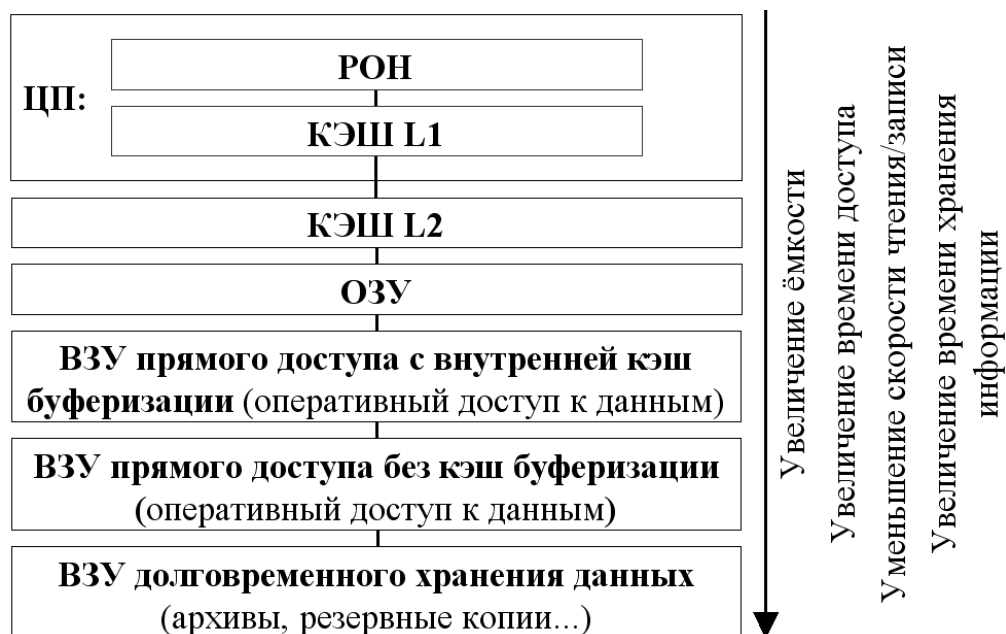 ЦП:
РОН
КЭШ L1
КЭШ L2
ОЗУ
ВЗУ прямого доступа с внутренней кэш
буферизации (оперативный доступ к данным)
ВЗУ прямого доступа без кэш буферизации
(оперативный доступ к данным)
ВЗУ долговременного хранения данных
(архивы, резервные копии...)
Увеличение ёмкости
Увеличение времени доступа
Уменьшение скорости чтения/записи
Увеличение времени хранения
информации